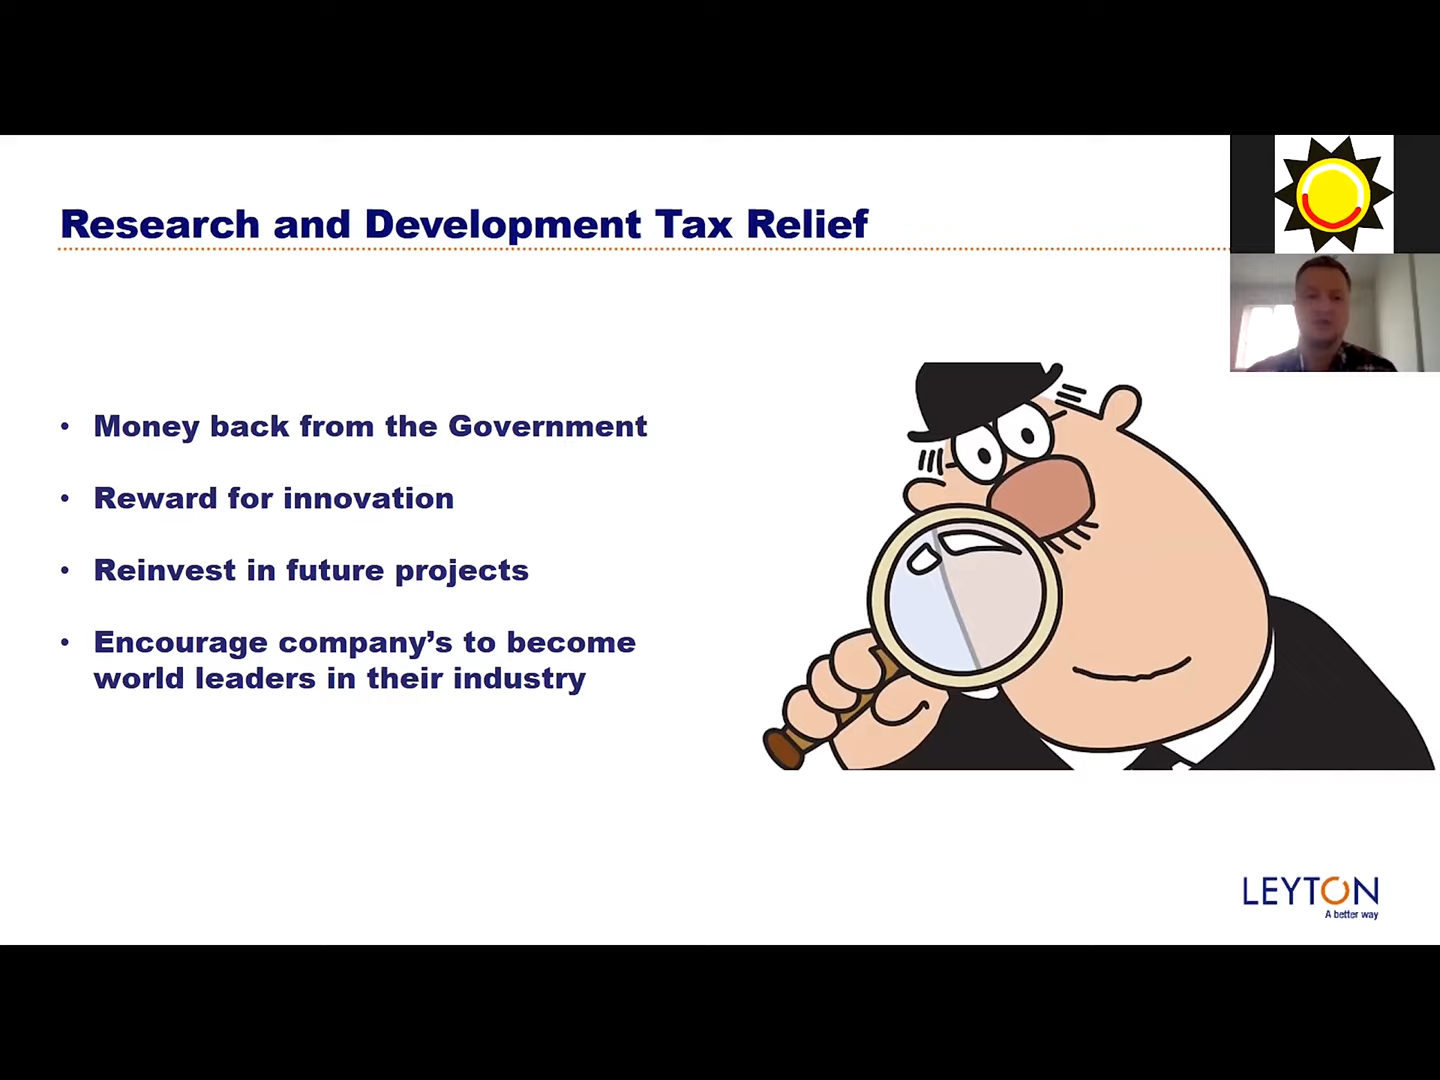 Research and Development Tax Relief
• Money back from the Government
• Reward for innovation
• Reinvest in future projects
• Encourage company’s to become
world leaders in their industry
LEYTON
A better way